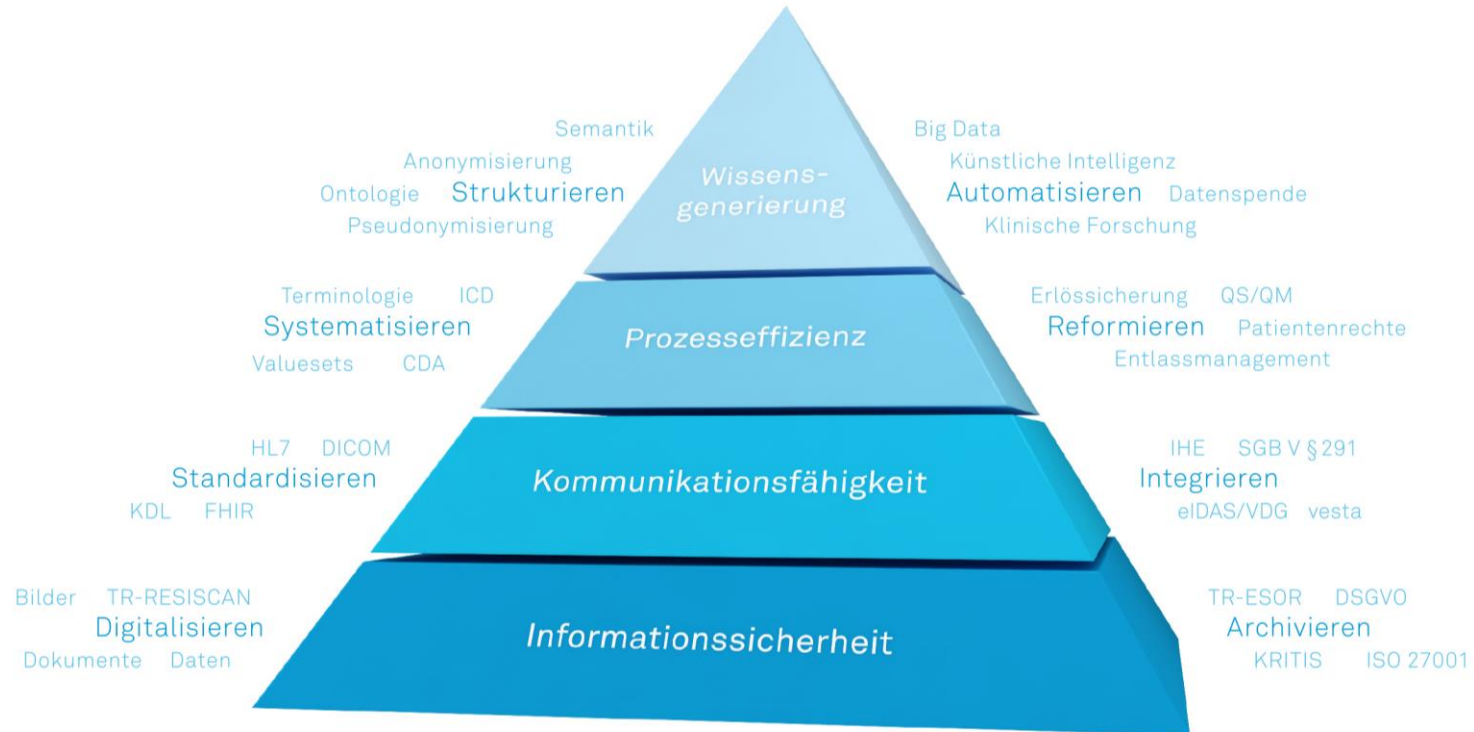 Semantik
Big Data
Anonymisierung
Künstliche Intelligenz
Wissens-
generierung
Ontologie Strukturieren
Automatisieren Datenspende
Pseudonymisierung
Klinische Forschung
Terminologie ICD
Erlössicherung QS/QM
Systematisieren
Prozesseffizienz
Reformieren Patientenrechte
Valuesets CDA
Entlassmanagement
HL7 DICOM
IHE SGB V § 291
Standardisieren
Kommunikationsfähigkeit
Integrieren
KDL FHIR
eIDAS/VDG vesta
Bilder TR-RESISCAN
TR-ESOR DSGVO
Digitalisieren
Informationssicherheit
Archivieren
Dokumente Daten
KRITIS ISO 27001